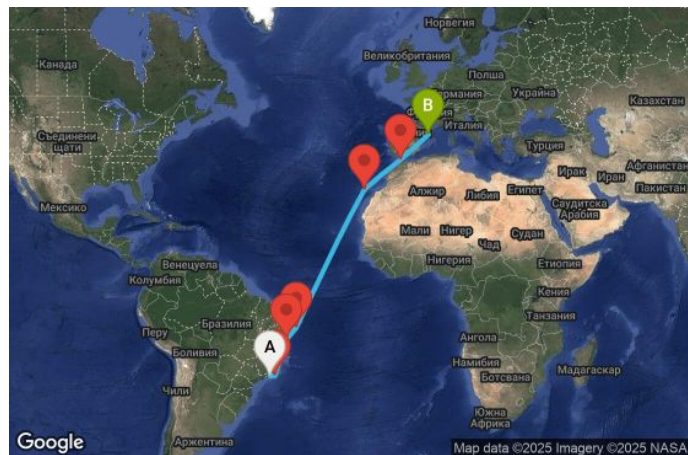 Норвегия
Канада
Великобритания
Полша
Германия
Украйна
Казахстан
B
Италия
Съединени
щати
Турция
Афганистан
Ирак
Иран
Пакистан
Алжир
Либия
Египет
Саудитска
Арабия
Мексико
Мали
Нигер
Чад
Судан
Венецуела
Нигерия
Етиопия
Колумбия
Кения
Бразилия
Танзания
Перу
A
Ангола
Боливия
Намибия
Ботсвана
Мадагаскар
Чили
Южна
Африка
Аржентина
Google
Map data ©2025 Imagery ©2025 NASA